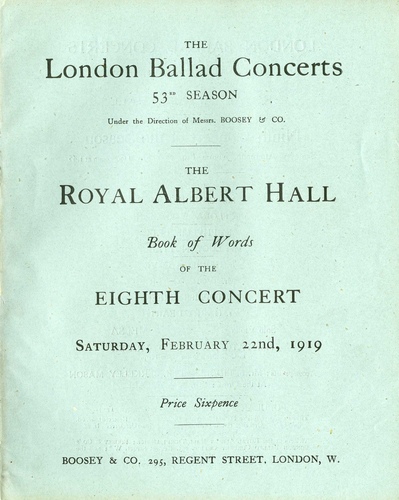 THE
London Ballad Concerts
53RD SEASON
Under the Direction of Messrs. BOOSEY & CO.
THE
ROYAL ALBERT HALL
Book of Words
OF THE
EIGHTH CONCERT
SATURDAY, FEBRUARY 22nd, 1919
Price Sixpence
BOOSEY & CO. 295, REGENT STREET, LONDON, W.